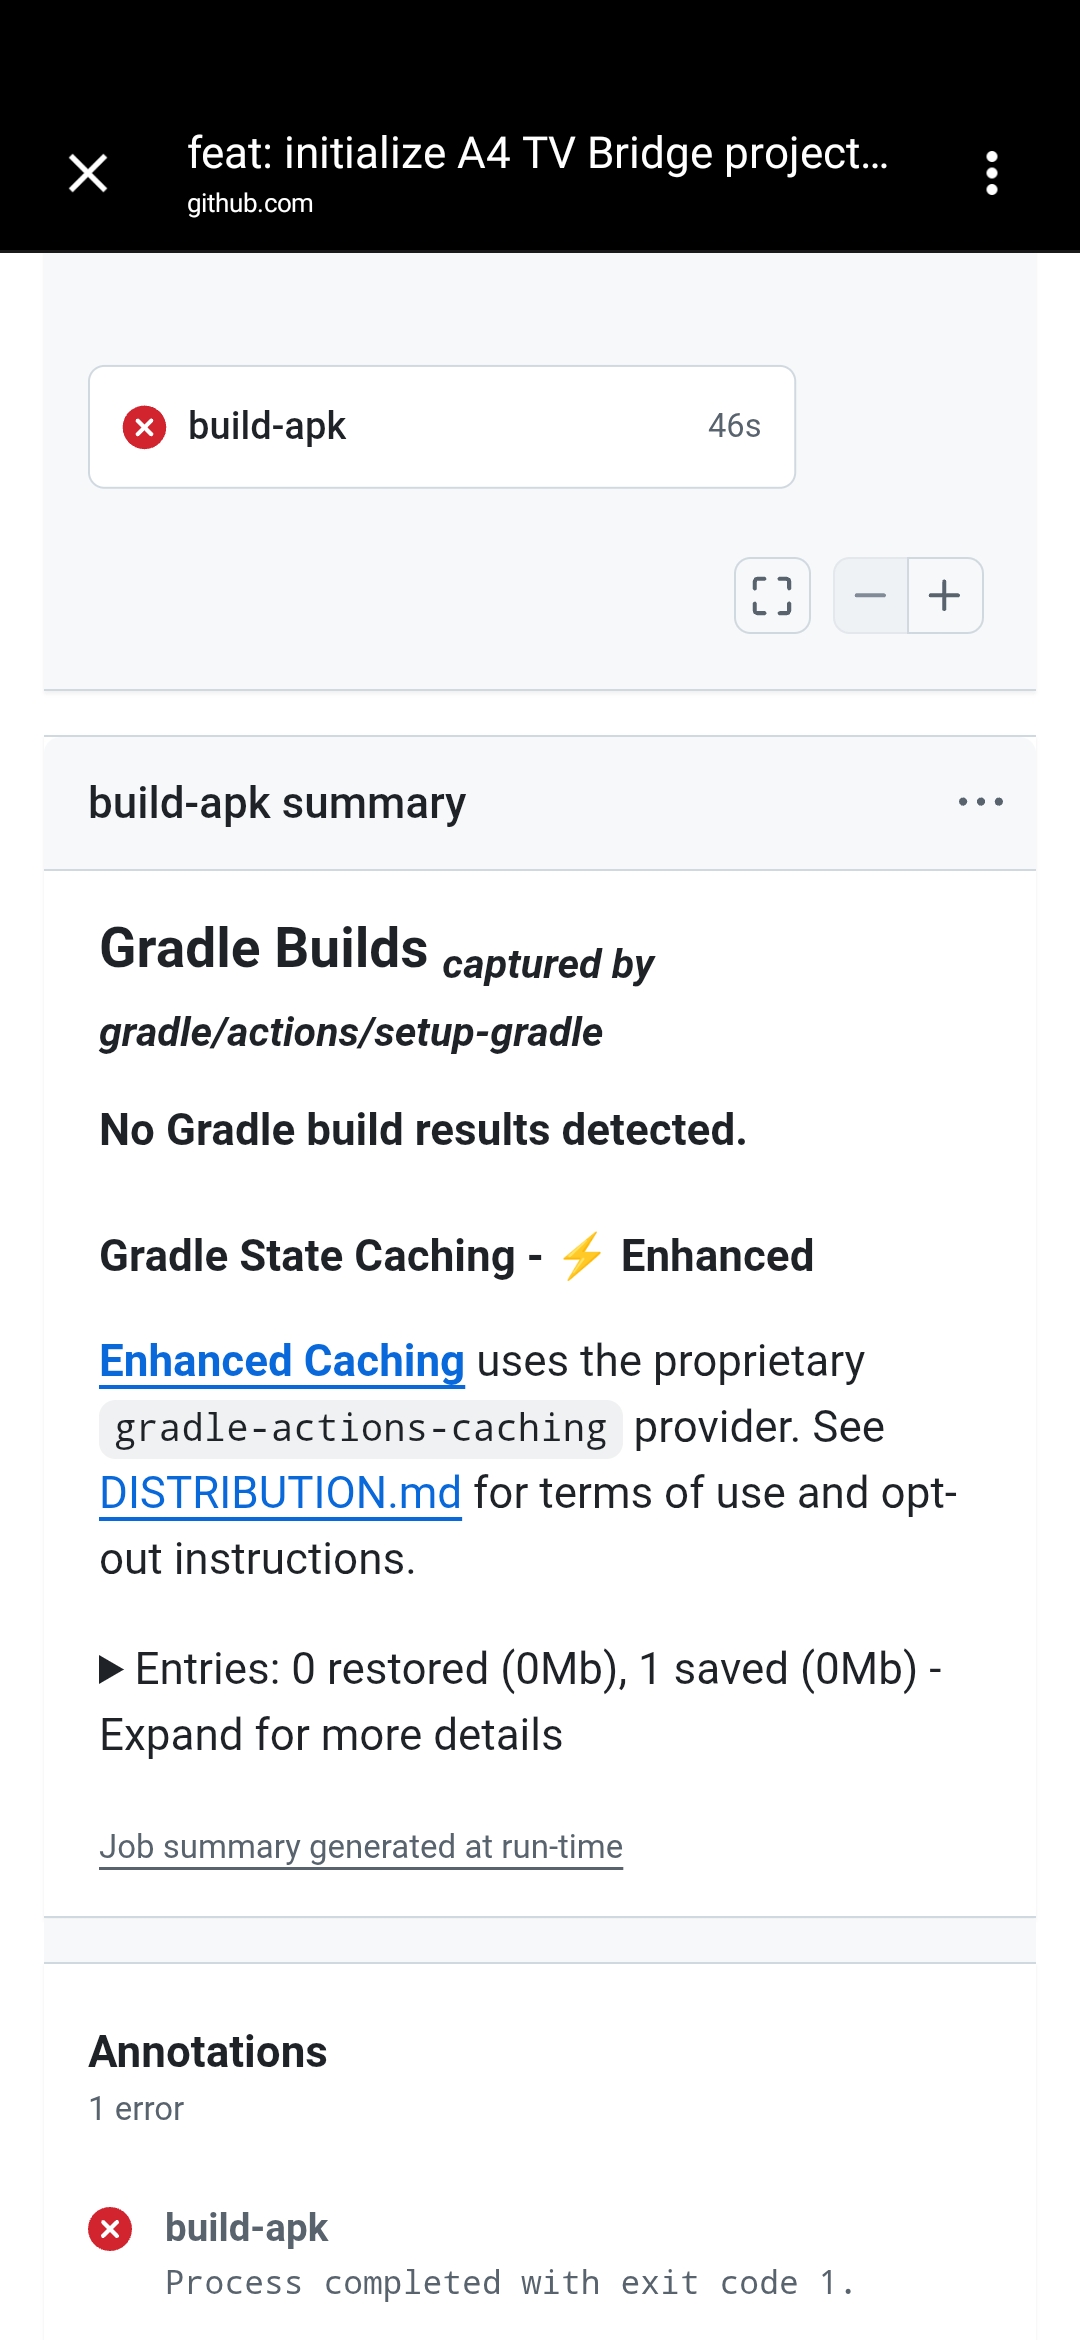 feat: initialize A4 TV Bridge project...
github.com
build-apk 46s
build-apk summary
Gradle Builds captured by
gradle/actions/setup-gradle
No Gradle build results detected.
Gradle State Caching - ⚡ Enhanced
Enhanced Caching uses the proprietary
gradle-actions-caching provider. See
DISTRIBUTION.md for terms of use and opt-
out instructions.
▶ Entries: 0 restored (0Mb), 1 saved (0Mb) -
Expand for more details
Job summary generated at run-time
Annotations
1 error
build-apk
Process completed with exit code 1.